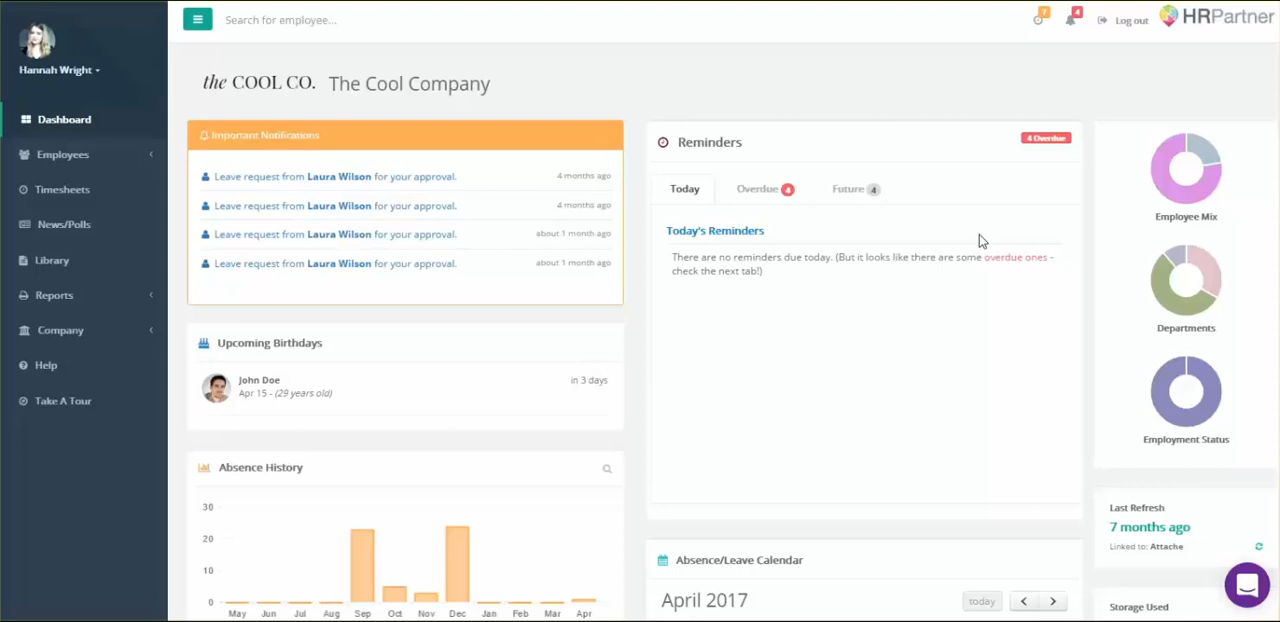 Hannah Wright
Dashboard
Employees
Timesheets
News/Polls
Library
Reports
Company
Help
Take A Tour
Search for employee...
7
4
Log out
HRPartner
the COOL CO. The Cool Company
Important Notifications
Leave request from Laura Wilson for your approval. 4 months ago
Leave request from Laura Wilson for your approval. 4 months ago
Leave request from Laura Wilson for your approval. about 1 month ago
Leave request from Laura Wilson for your approval. about 1 month ago
Upcoming Birthdays
John Doe in 3 days
Apr 15 - (29 years old)
Absence History
30
20
10
0
May Jun Jul Aug Sep Oct Nov Dec Jan Feb Mar Apr
Reminders 4 Overdue
Today Overdue 4 Future 4
Today's Reminders
There are no reminders due today. (But it looks like there are some overdue ones -
check the next tab!)
Absence/Leave Calendar
April 2017 today
Employee Mix
Departments
Employment Status
Last Refresh
7 months ago
Linked to: Attache
Storage Used